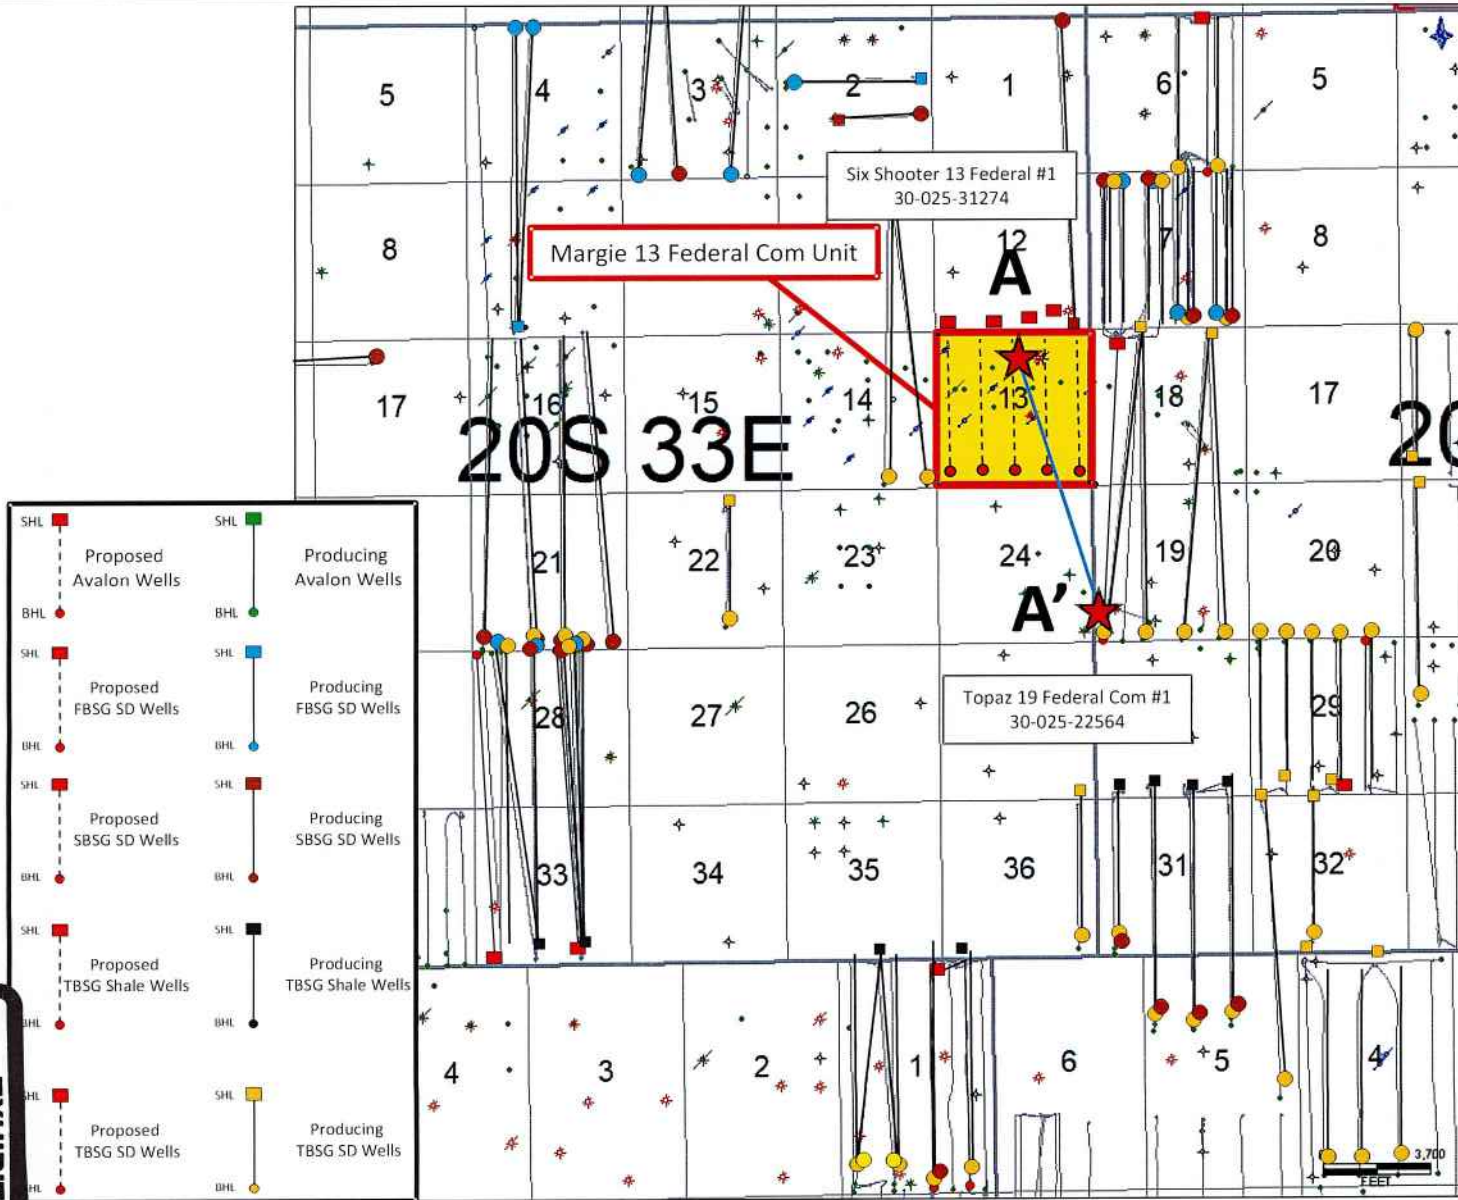 5
4
3
2
1
6
5
Six Shooter 13 Federal #1
30-025-31274
8
Margie 13 Federal Com Unit
12
A
7
8
17
16
15
14
13
18
17
20S 33E
20
21
22
23
24
19
20
A'
28
27
26
Topaz 19 Federal Com #1
30-025-22564
29
33
34
35
36
31
32
4
3
2
1
6
5
4
3,700
FEET
SHL
Proposed
Avalon Wells
BHL
SHL
Producing
Avalon Wells
BHL
SHL
Proposed
FBSG SD Wells
BHL
SHL
Producing
FBSG SD Wells
BHL
SHL
Proposed
SBSG SD Wells
BHL
SHL
Producing
SBSG SD Wells
BHL
SHL
Proposed
TBSG Shale Wells
BHL
SHL
Producing
TBSG Shale Wells
BHL
SHL
Proposed
TBSG SD Wells
BHL
SHL
Producing
TBSG SD Wells
BHL